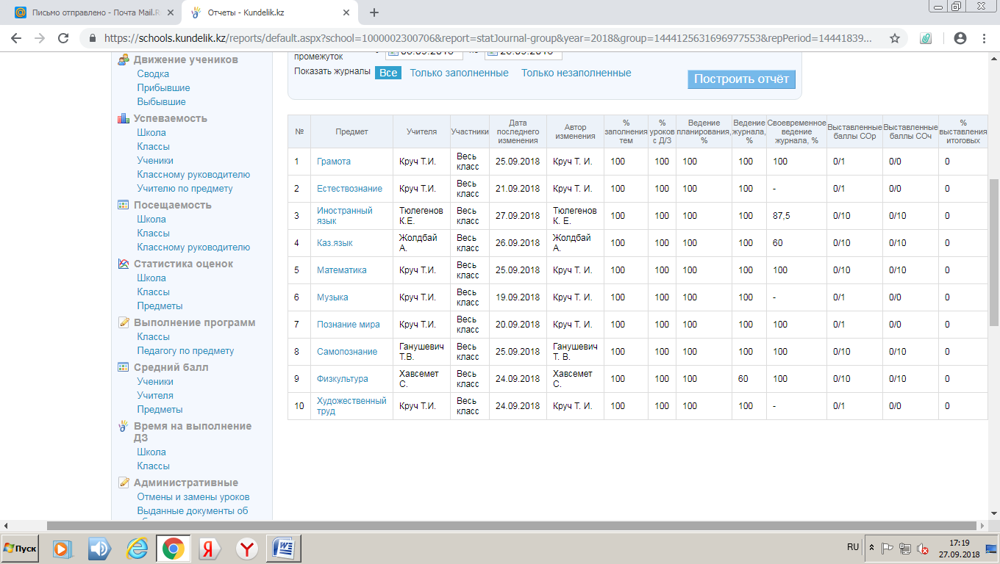 Письмо отправлено - Почта Mail.R
Отчеты - Kundelik.kz
https://schools.kundelik.kz/reports/default.aspx?school=1000002300706&report=statJournal-group&year=2018&group=1444125631696977553&repPeriod=14441839...
Движение учеников
Сводка
Прибывшие
Выбывшие
Успеваемость
Школа
Классы
Ученики
Классному руководителю
Учителю по предмету
Посещаемость
Школа
Классы
Классному руководителю
Статистика оценок
Школа
Классы
Предметы
Выполнение программ
Классы
Педагогу по предмету
Средний балл
Ученики
Учителя
Предметы
Время на выполнение
ДЗ
Школа
Классы
Административные
Отмены и замены уроков
Выданные документы об
промежуток
Показать журналы Все Только заполненные Только незаполненные
Построить отчёт
№ Предмет Учителя Участники Дата последнего изменения Автор изменения % заполнения тем % уроков с Д/З Ведение планирования, % Ведение журнала, % Своевременное ведение журнала, % Выставленные баллы СОр Выставленные баллы СОч % выставления итоговых
1 Грамота Круч Т.И. Весь класс 25.09.2018 Круч Т. И. 100 100 100 100 100 0/1 0/0 0
2 Естествознание Круч Т.И. Весь класс 21.09.2018 Круч Т. И. 100 100 100 100 - 0/1 0/0 0
3 Иностранный язык Тюлегенов К.Е. Весь класс 27.09.2018 Тюлегенов К. Е. 100 100 100 100 87,5 0/10 0/10 0
4 Каз.язык Жолдбай А. Весь класс 26.09.2018 Жолдбай А. 100 100 100 100 60 0/10 0/10 0
5 Математика Круч Т.И. Весь класс 25.09.2018 Круч Т. И. 100 100 100 100 100 0/10 0/10 0
6 Музыка Круч Т.И. Весь класс 19.09.2018 Круч Т. И. 100 100 100 100 - 0/1 0/0 0
7 Познание мира Круч Т.И. Весь класс 20.09.2018 Круч Т. И. 100 100 100 100 100 0/1 0/0 0
8 Самопознание Ганушевич Т.В. Весь класс 25.09.2018 Ганушевич Т. В. 100 100 100 100 100 0/10 0/10 0
9 Физкультура Хавсемет С. Весь класс 24.09.2018 Хавсемет С. 100 100 100 60 100 0/10 0/10 0
10 Художественный труд Круч Т.И. Весь класс 24.09.2018 Круч Т. И. 100 100 100 100 - 0/1 0/0 0
Пуск
RU
17:19
27.09.2018